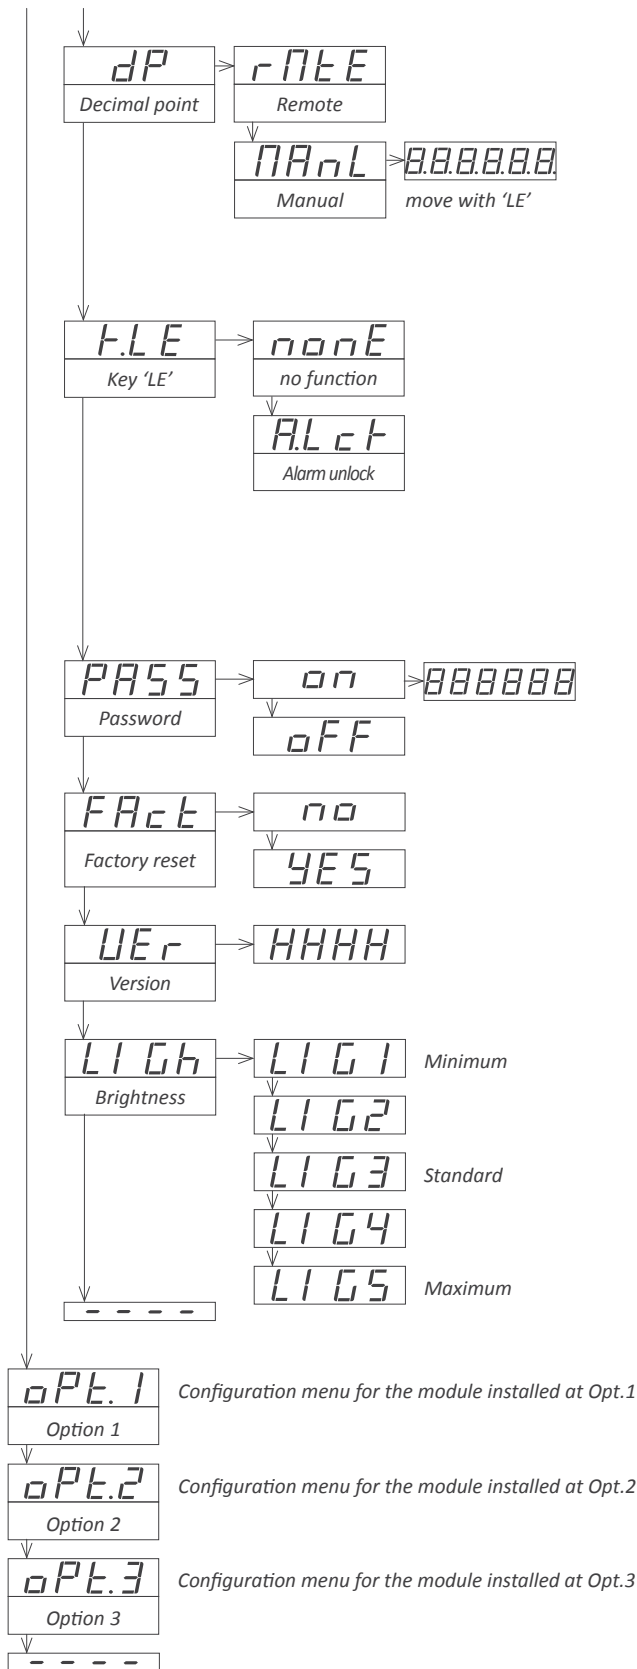 dP rMtE
Decimal point Remote
MAnL 8.8.8.8.8.8.
Manual move with ‘LE’
k.LE nonE
Key ‘LE’ no function
A.Lck
Alarm unlock
PASS on 888888
Password oFF
FAct no
Factory reset YES
VEr HHHH
Version
LIGh LIG1 Minimum
Brightness LIG2
LIG3 Standard
LIG4
LIG5 Maximum
----
oPt.1 Configuration menu for the module installed at Opt.1
Option 1
oPt.2 Configuration menu for the module installed at Opt.2
Option 2
oPt.3 Configuration menu for the module installed at Opt.3
Option 3
----